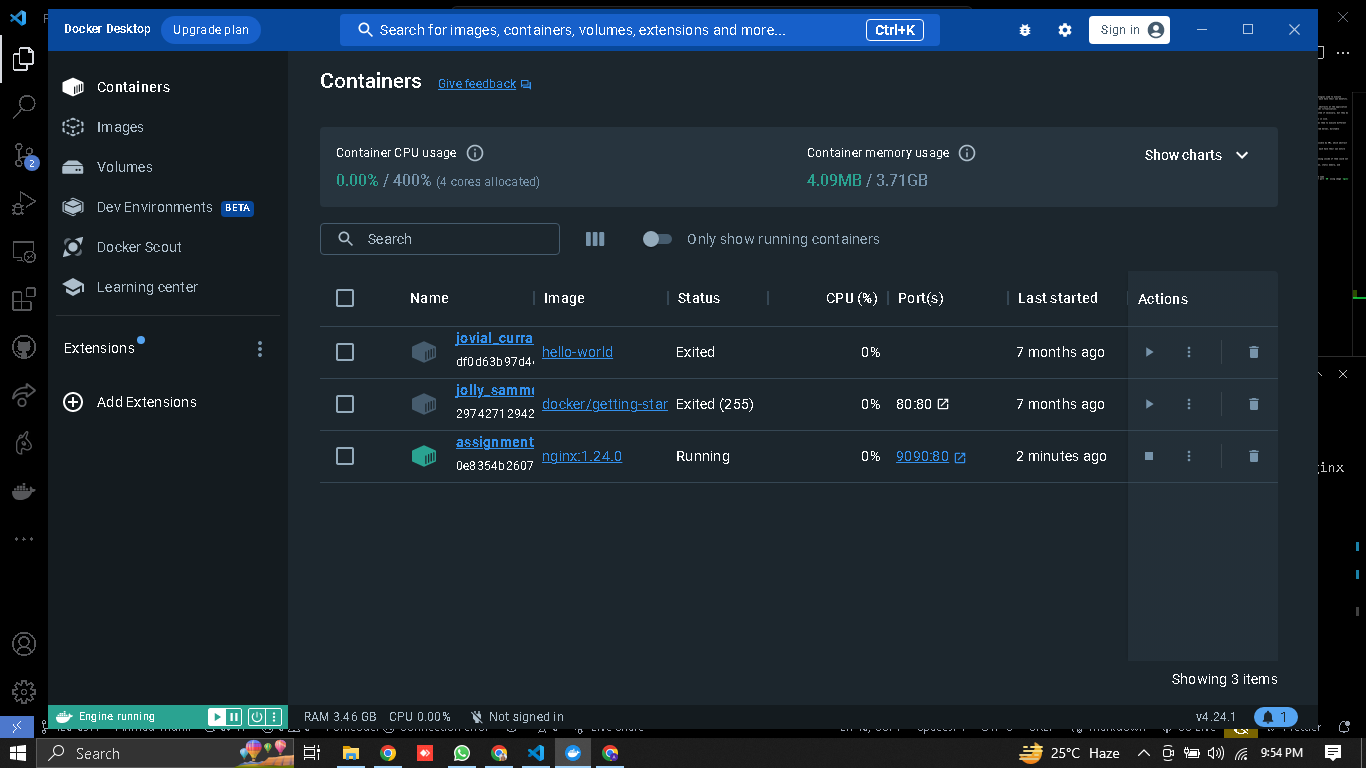 Docker Desktop
Upgrade plan
Search for images, containers, volumes, extensions and more...
Ctrl+K
Sign in
Containers
Images
Volumes
Dev Environments BETA
Docker Scout
Learning center
Extensions
Add Extensions
Containers
Give feedback
Container CPU usage
0.00% / 400% (4 cores allocated)
Container memory usage
4.09MB / 3.71GB
Show charts
Search
Only show running containers
Name Image Status CPU (%) Port(s) Last started Actions
jovial_curra
df0d63b97d4
hello-world Exited 0% 7 months ago
jolly_samm
29742712942
docker/getting-star Exited (255) 0% 80:80 7 months ago
assignment
0e8354b2607
nginx:1.24.0 Running 0% 9090:80 2 minutes ago
Showing 3 items
Engine running
RAM 3.46 GB CPU 0.00% Not signed in
v4.24.1
1
2
ginx
Search
25°C Haze
9:54 PM